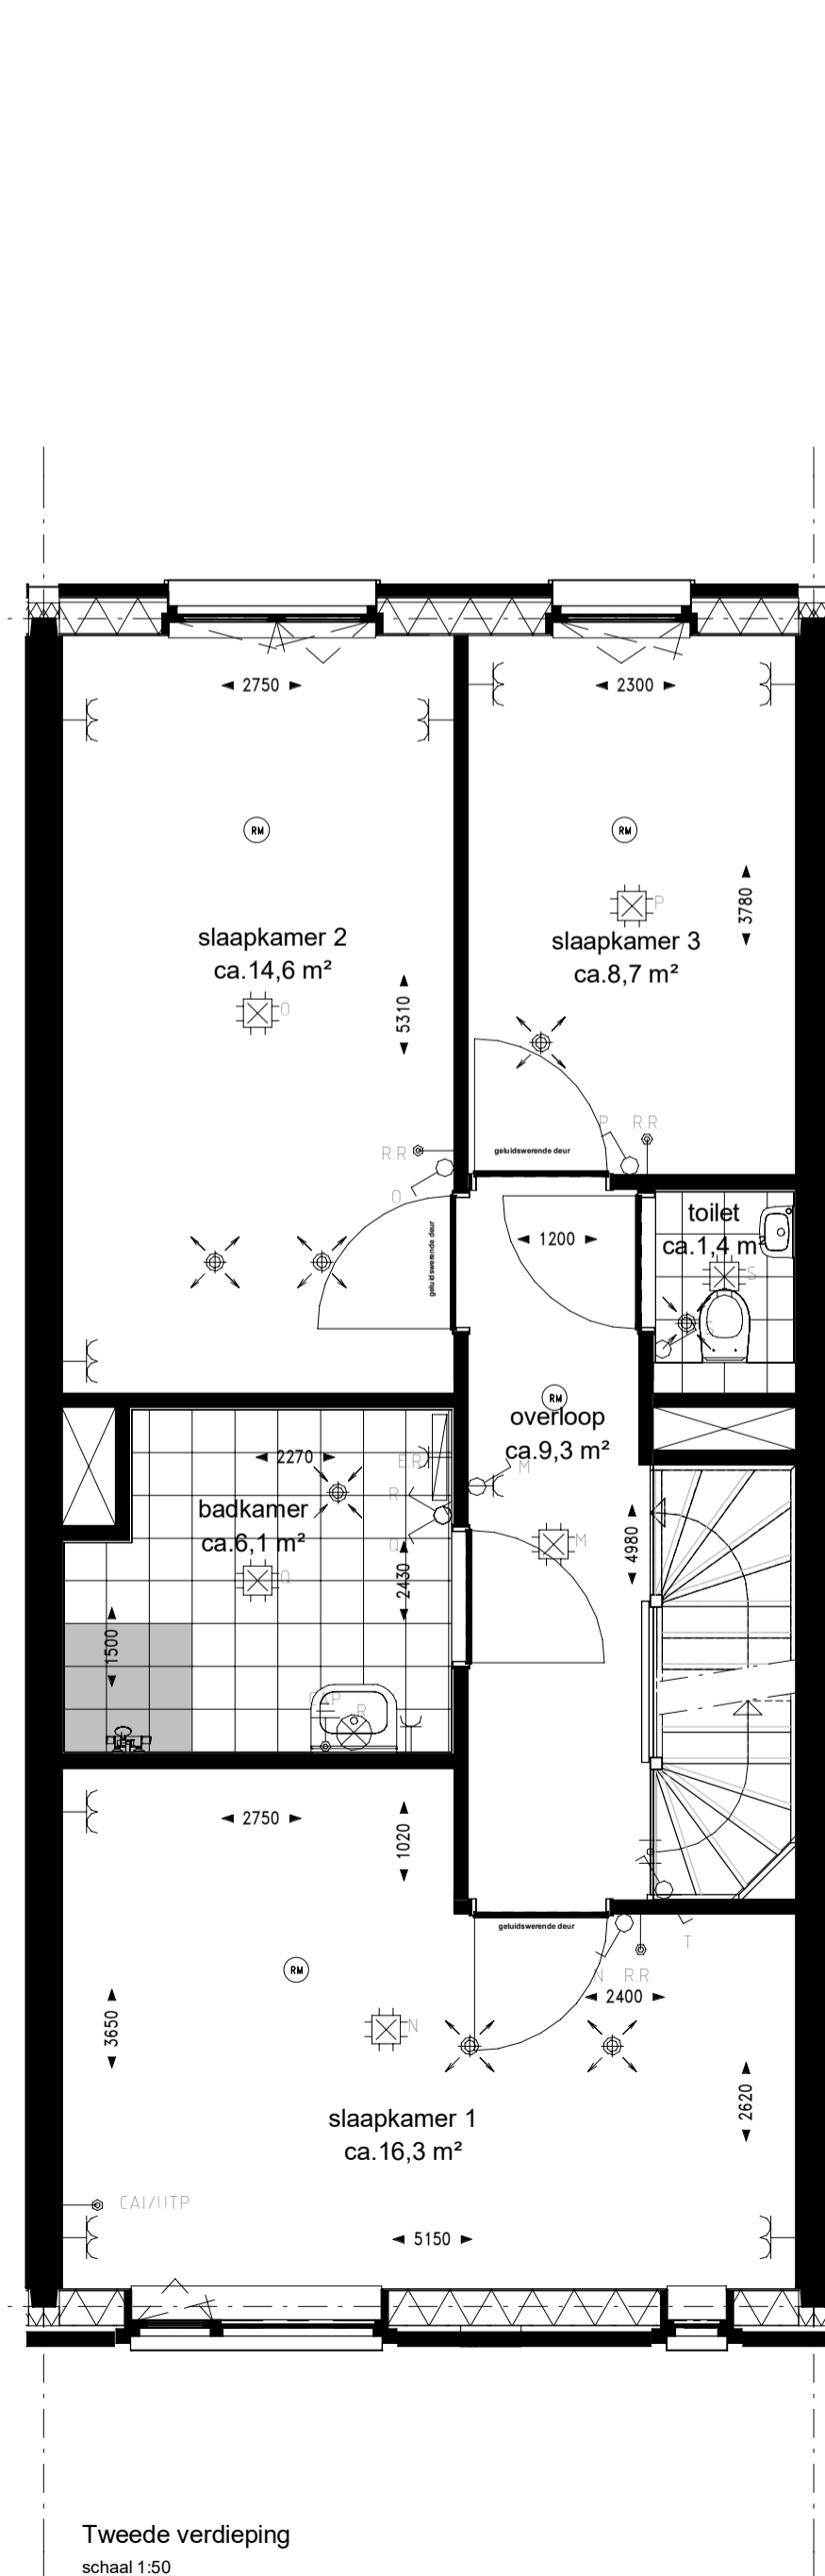 2750
2300
RM
RM
3780
P
slaapkamer 2
ca.14,6 m²
slaapkamer 3
ca.8,7 m²
O
5310
P R.R.
geluidswerende deur
R.R.
O
geluidswerende deur
1200
toilet
ca.1,4 m²
S
RM
overloop
ca.9,3 m²
M
2270
E.R.
R
badkamer
ca.6,1 m²
Q
M
4980
Q
2430
1500
CAP
R
2750
1020
geluidswerende deur
T
N R.R.
2400
RM
3650
N
2620
slaapkamer 1
ca.16,3 m²
CAI/UTP
5150
Tweede verdieping
schaal 1:50